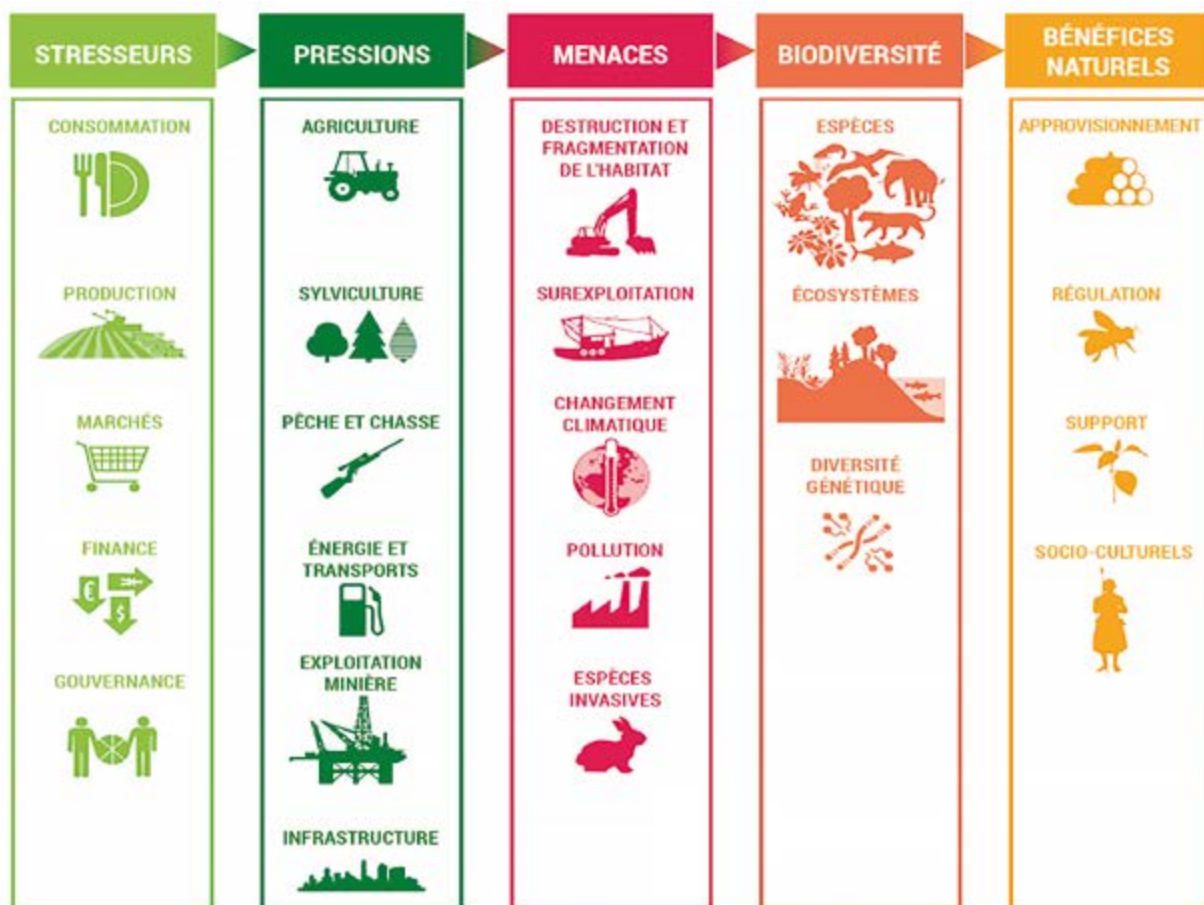 STRESSEURS
PRESSIONS
MENACES
BIODIVERSITÉ
BÉNÉFICES
NATURELS
CONSOMMATION
PRODUCTION
MARCHÉS
FINANCE
€
$
GOUVERNANCE
AGRICULTURE
SYLVICULTURE
PÊCHE ET CHASSE
ÉNERGIE ET
TRANSPORTS
EXPLOITATION
MINIÈRE
INFRASTRUCTURE
DESTRUCTION ET
FRAGMENTATION
DE L'HABITAT
SUREXPLOITATION
CHANGEMENT
CLIMATIQUE
POLLUTION
ESPÈCES
INVASIVES
ESPÈCES
ÉCOSYSTÈMES
DIVERSITÉ
GÉNÉTIQUE
APPROVISIONNEMENT
RÉGULATION
SUPPORT
SOCIO-CULTURELS